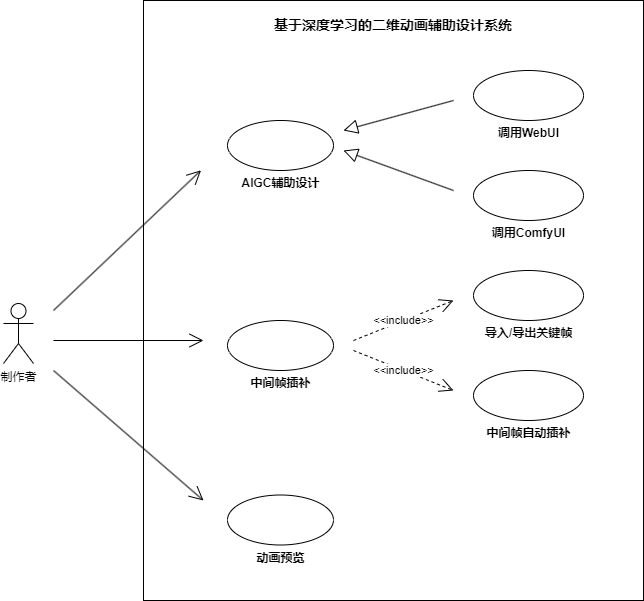 基于深度学习的二维动画辅助设计系统
调用WebUI
AIGC辅助设计
调用ComfyUI
<<include>>
导入/导出关键帧
制作者
中间帧插补
<<include>>
中间帧自动插补
动画预览